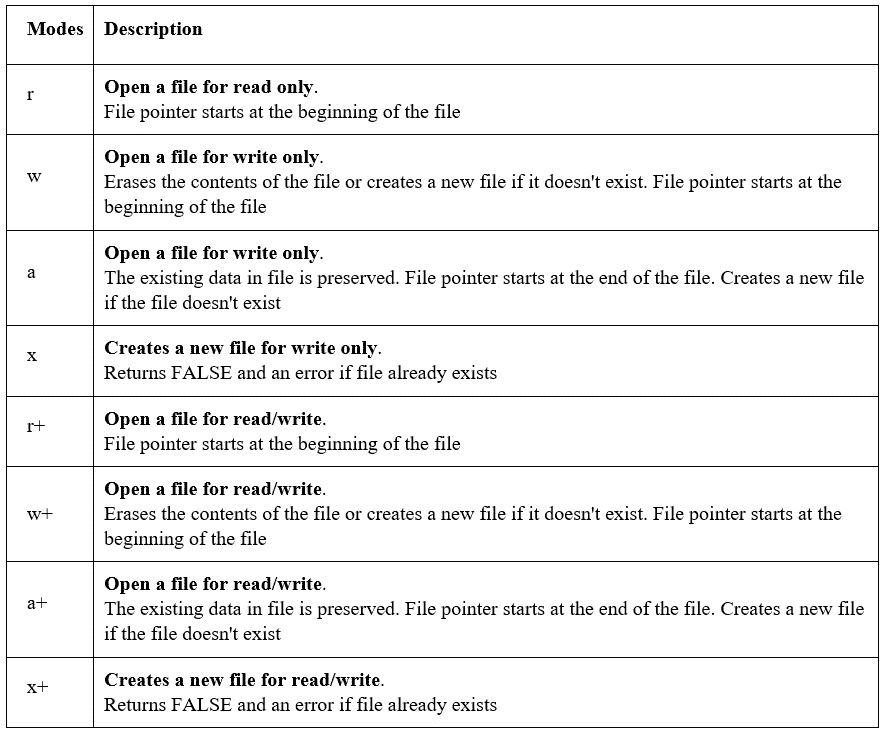 Modes Description
r
Open a file for read only.
File pointer starts at the beginning of the file
w
Open a file for write only.
Erases the contents of the file or creates a new file if it doesn't exist. File pointer starts at the
beginning of the file
a
Open a file for write only.
The existing data in file is preserved. File pointer starts at the end of the file. Creates a new file
if the file doesn't exist
x
Creates a new file for write only.
Returns FALSE and an error if file already exists
r+
Open a file for read/write.
File pointer starts at the beginning of the file
w+
Open a file for read/write.
Erases the contents of the file or creates a new file if it doesn't exist. File pointer starts at the
beginning of the file
a+
Open a file for read/write.
The existing data in file is preserved. File pointer starts at the end of the file. Creates a new file
if the file doesn't exist
x+
Creates a new file for read/write.
Returns FALSE and an error if file already exists